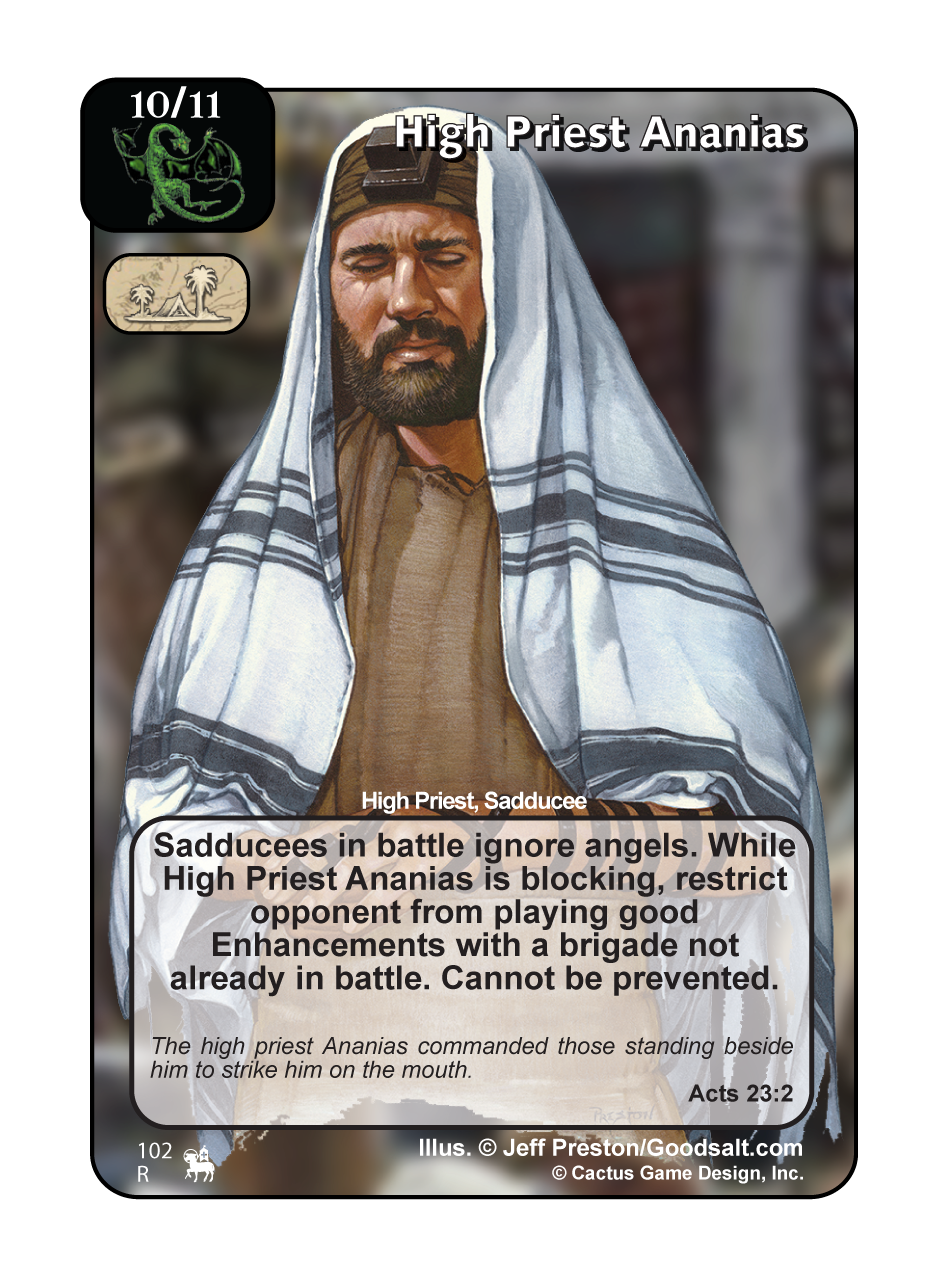 10/11
High Priest Ananias
High Priest, Sadducee
Sadducees in battle ignore angels. While
High Priest Ananias is blocking, restrict
opponent from playing good
Enhancements with a brigade not
already in battle. Cannot be prevented.
The high priest Ananias commanded those standing beside
him to strike him on the mouth.
Acts 23:2
PRESTON
102
R
Illus. © Jeff Preston/Goodsalt.com
© Cactus Game Design, Inc.